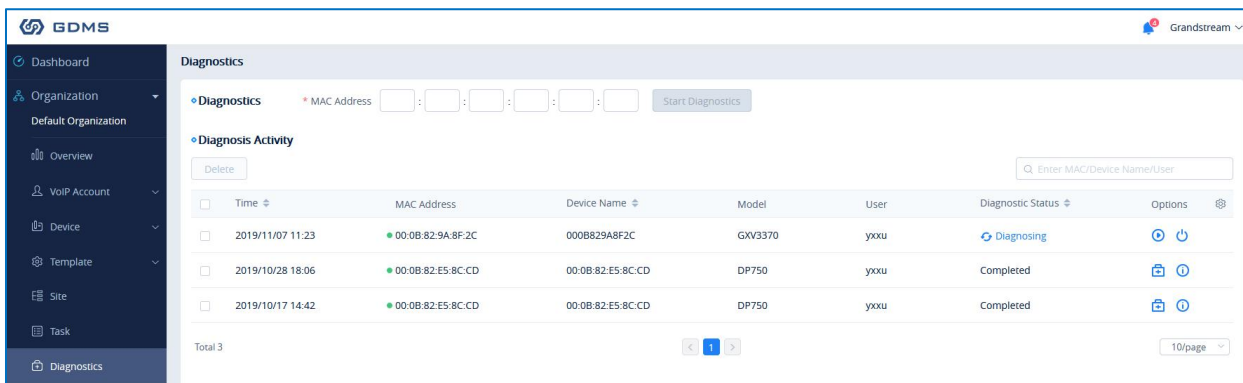 GDMS
4
Grandstream
Dashboard
Organization
Default Organization
Overview
VoIP Account
Device
Template
Site
Task
Diagnostics
Diagnostics
Diagnostics * MAC Address : : : : : Start Diagnostics
Diagnosis Activity
Delete
Enter MAC/Device Name/User
Time MAC Address Device Name Model User Diagnostic Status Options
2019/11/07 11:23 00:0B:82:9A:8F:2C 000B829A8F2C GXV3370 yxxu Diagnosing
2019/10/28 18:06 00:0B:82:E5:8C:CD 00:0B:82:E5:8C:CD DP750 yxxu Completed
2019/10/17 14:42 00:0B:82:E5:8C:CD 00:0B:82:E5:8C:CD DP750 yxxu Completed
Total 3 < 1 > 10/page